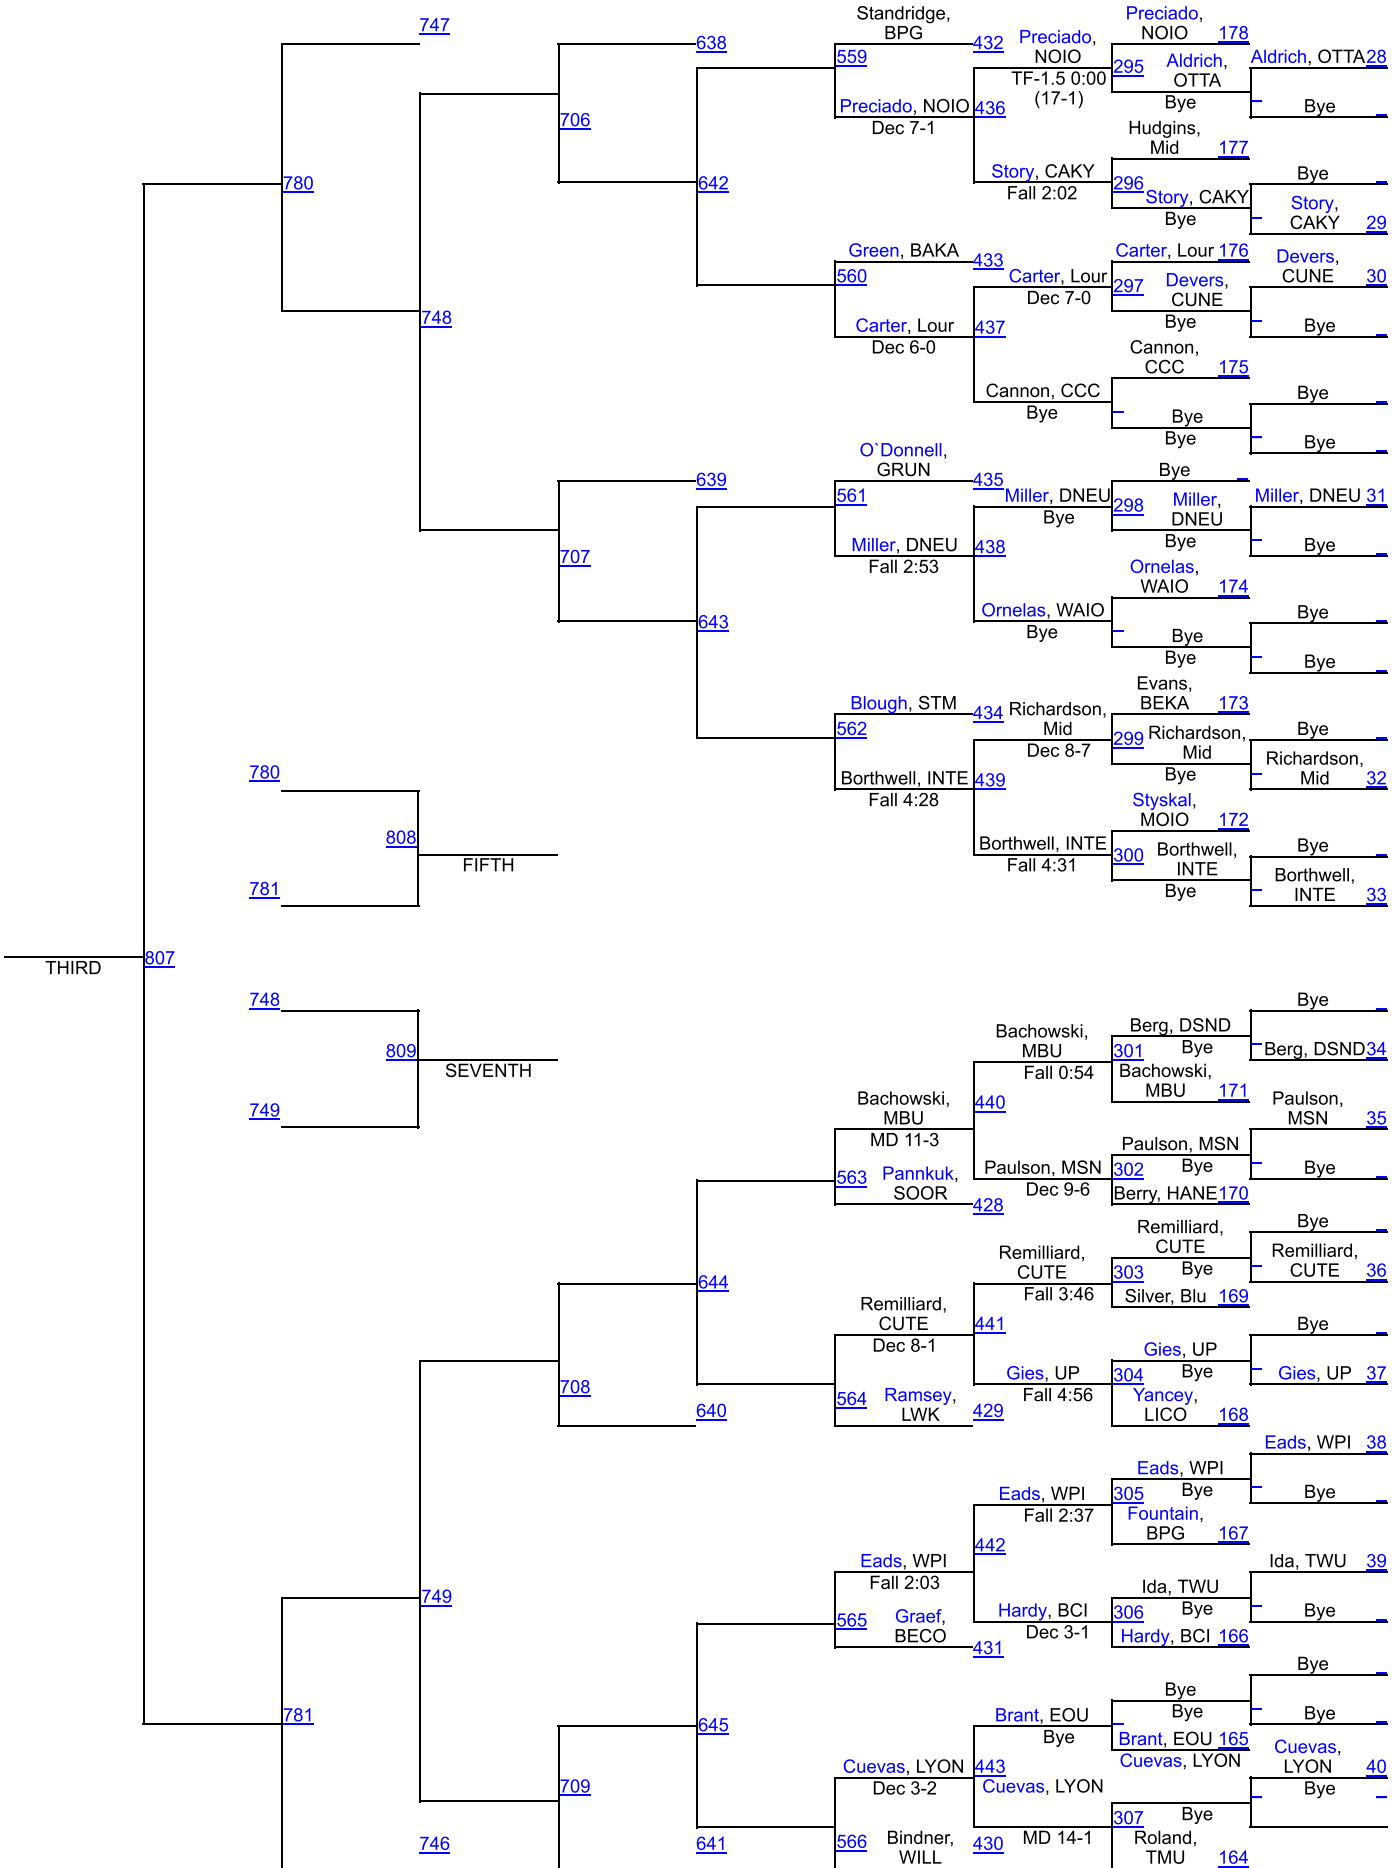 747
780
748
706
638
642
559
Standridge,
BPG
432
Preciado, NOIO
Dec 7-1
436
Preciado,
NOIO
TF-1.5 0:00
(17-1)
295
Preciado,
NOIO
178
Aldrich,
OTTA
Bye
Aldrich, OTTA
28
Bye
Story, CAKY
Fall 2:02
296
Hudgins,
Mid
177
Story, CAKY
Bye
Bye
Story,
CAKY
29
560
Green, BAKA
433
Carter, Lour
Dec 6-0
437
Carter, Lour
Dec 7-0
297
Carter, Lour
176
Devers,
CUNE
Bye
Devers,
CUNE
30
Bye
Cannon, CCC
Bye
Cannon,
CCC
175
Bye
Bye
Bye
Bye
707
639
643
561
O`Donnell,
GRUN
435
Miller, DNEU
Fall 2:53
438
Miller, DNEU
Bye
298
Bye
Miller,
DNEU
Bye
Miller, DNEU
31
Bye
Ornelas, WAIO
Bye
Ornelas,
WAIO
174
Bye
Bye
Bye
Bye
562
Blough, STM
434
Borthwell, INTE
Fall 4:28
439
Richardson,
Mid
Dec 8-7
299
Evans,
BEKA
173
Richardson,
Mid
Bye
Bye
Richardson,
Mid
32
Borthwell, INTE
Fall 4:31
300
Styskal,
MOIO
172
Borthwell,
INTE
Bye
Bye
Borthwell,
INTE
33
780
808
FIFTH
781
807
THIRD
748
809
SEVENTH
749
Bachowski,
MBU
Fall 0:54
301
Berg, DSND
Bye
Bachowski,
MBU
171
Bye
Berg, DSND
34
Bachowski,
MBU
MD 11-3
440
563
Pannkuk,
SOOR
428
Paulson, MSN
Dec 9-6
302
Paulson, MSN
Bye
Berry, HANE
170
Paulson,
MSN
35
Bye
644
Remilliard,
CUTE
Fall 3:46
303
Remilliard,
CUTE
Bye
Silver, Blu
169
Bye
Remilliard,
CUTE
36
Remilliard,
CUTE
Dec 8-1
441
564
Ramsey,
LWK
429
Gies, UP
Fall 4:56
304
Gies, UP
Bye
Yancey,
LICO
168
Bye
Gies, UP
37
708
640
749
Eads, WPI
Fall 2:37
305
Eads, WPI
Bye
Fountain,
BPG
167
Eads, WPI
38
Bye
Eads, WPI
Fall 2:03
442
565
Graef,
BECO
431
Hardy, BCI
Dec 3-1
306
Ida, TWU
Bye
Hardy, BCI
166
Ida, TWU
39
Bye
781
645
Brant, EOU
Bye
Bye
Bye
Brant, EOU
165
Bye
709
Cuevas, LYON
Dec 3-2
443
Cuevas, LYON
MD 14-1
307
Cuevas, LYON
Bye
Roland,
TMU
164
Cuevas,
LYON
40
Bye
746
641
566
Bindner,
WILL
430